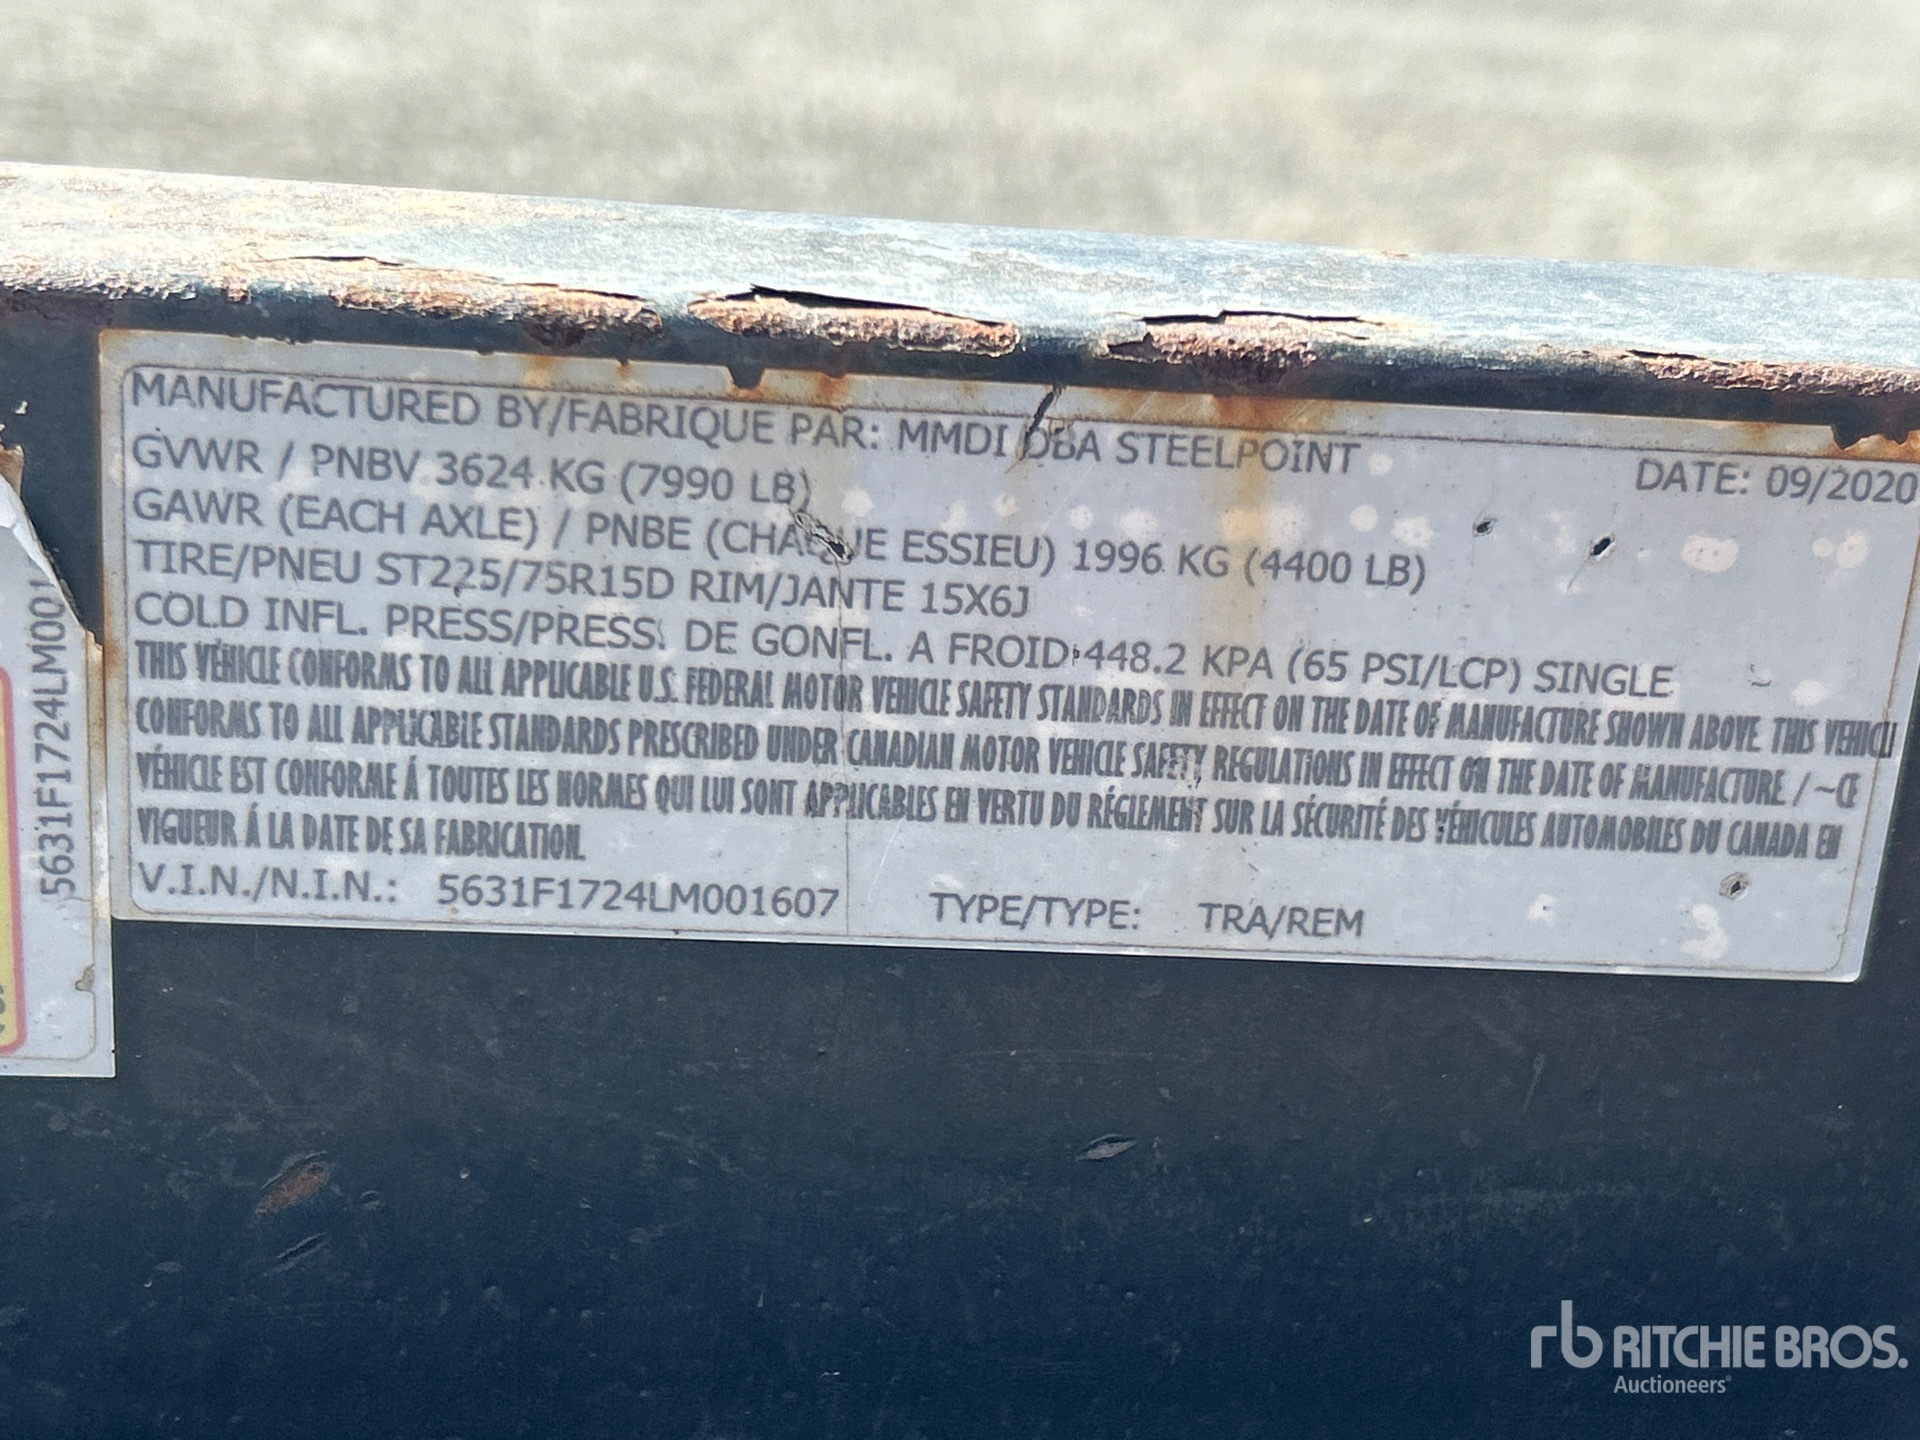 MANUFACTURED BY/FABRIQUE PAR: MMDI DBA STEELPOINT
DATE: 09/2020
GVWR / PNBV 3624 KG (7990 LB)
GAWR (EACH AXLE) / PNBE (CHAQUE ESSIEU) 1996 KG (4400 LB)
TIRE/PNEU ST225/75R15D RIM/JANTE 15X6J
COLD INFL. PRESS/PRESS. DE GONFL. A FROID 448.2 KPA (65 PSI/LCP) SINGLE
THIS VEHICLE CONFORMS TO ALL APPLICABLE U.S. FEDERAL MOTOR VEHICLE SAFETY STANDARDS IN EFFECT ON THE DATE OF MANUFACTURE SHOWN ABOVE. THIS VEHICLE
CONFORMS TO ALL APPLICABLE STANDARDS PRESCRIBED UNDER CANADIAN MOTOR VEHICLE SAFETY REGULATIONS IN EFFECT ON THE DATE OF MANUFACTURE. / ~CE
VÉHICLE EST CONFORME Á TOUTES LES NORMES QUI LUI SONT APPLICABLES EN VERTU DU RÉGLEMENT SUR LA SÉCURITÉ DES VÉHICULES AUTOMOBILES DU CANADA EN
VIGUEUR Á LA DATE DE SA FABRICATION.
V.I.N./N.I.N.: 5631F1724LM001607 TYPE/TYPE: TRA/REM
5631F1724LM001
rb RITCHIE BROS.
Auctioneers